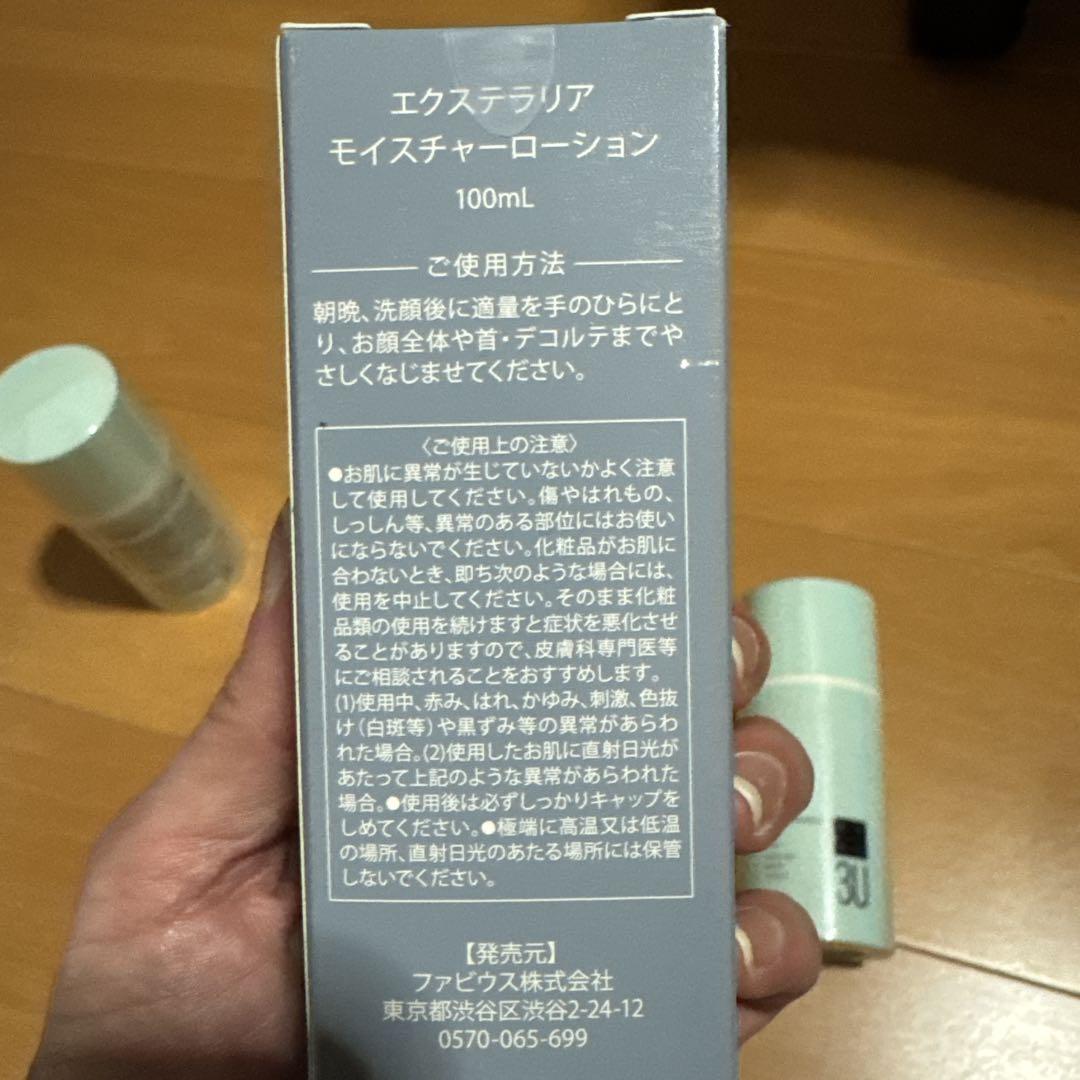 エクステラリア
モイスチャーローション
100mL
ご使用方法
朝晩、洗顔後に適量を手のひらにと
り、お顔全体や首・デコルテまでや
さしくなじませてください。
〈ご使用上の注意〉
●お肌に異常が生じていないかよく注意
して使用してください。傷やはれもの、
しっしん等、異常のある部位にはお使い
にならないでください。化粧品がお肌に
合わないとき、即ち次のような場合には、
使用を中止してください。そのまま化粧
品類の使用を続けますと症状を悪化させ
ることがありますので、皮膚科専門医等
にご相談されることをおすすめします。
(1)使用中、赤み、はれ、かゆみ、刺激、色抜
け(白斑等)や黒ずみ等の異常があらわ
れた場合。(2)使用したお肌に直射日光が
あたって上記のような異常があらわれた
場合。●使用後は必ずしっかりキャップを
しめてください。●極端に高温又は低温
の場所、直射日光のあたる場所には保管
しないでください。
【発売元】
ファビウス株式会社
東京都渋谷区渋谷2-24-12
0570-065-699
3U